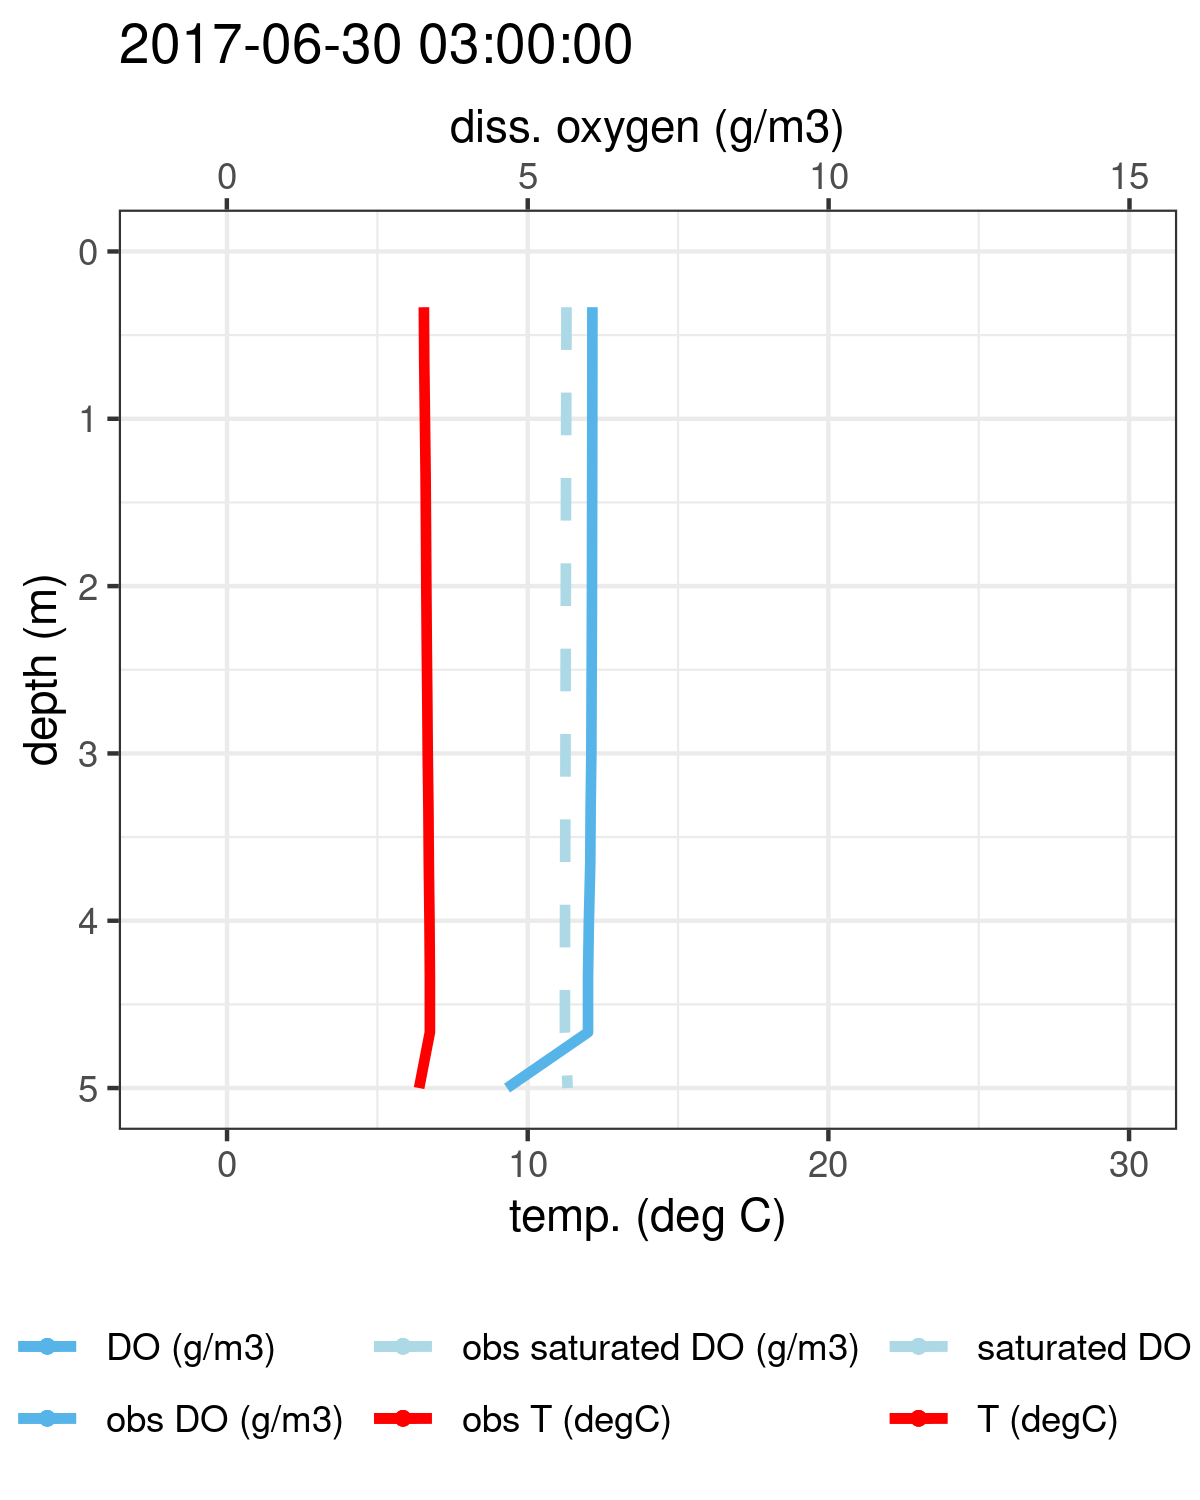 2017-06-30 03:00:00
diss. oxygen (g/m3)
0 5 10 15
depth (m)
0
1
2
3
4
5
0 10 20 30
temp. (deg C)
DO (g/m3) obs saturated DO (g/m3) saturated DO
obs DO (g/m3) obs T (degC) T (degC)